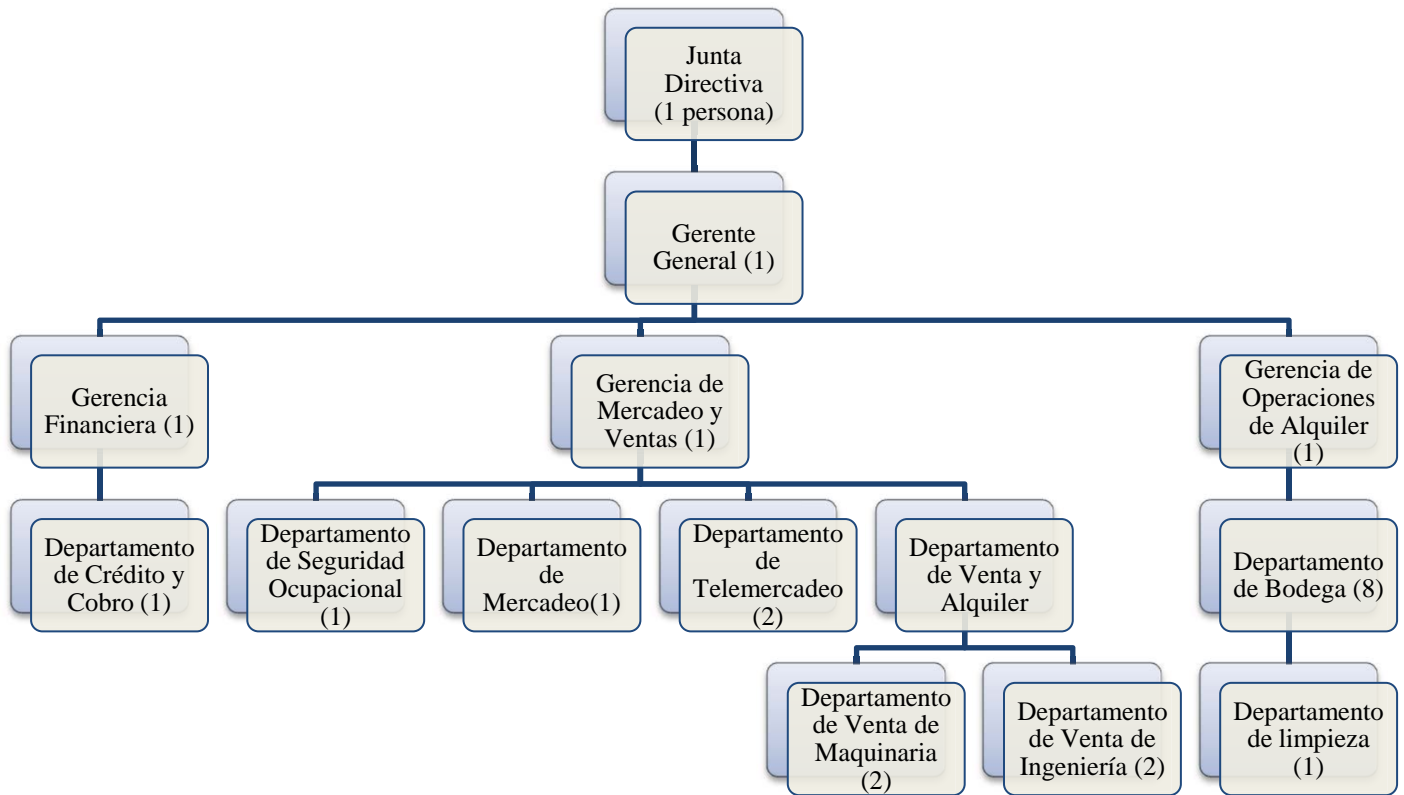 Junta
Directiva
(1 persona)
Gerente
General (1)
Gerencia
Financiera (1)
Gerencia de
Mercadeo y
Ventas (1)
Gerencia de
Operaciones
de Alquiler
(1)
Departamento
de Crédito y
Cobro (1)
Departamento
de Seguridad
Ocupacional
(1)
Departamento
de
Mercadeo(1)
Departamento
de
Telemercadeo
(2)
Departamento
de Venta y
Alquiler
Departamento
de Bodega (8)
Departamento
de Venta de
Maquinaria
(2)
Departamento
de Venta de
Ingeniería (2)
Departamento
de limpieza
(1)